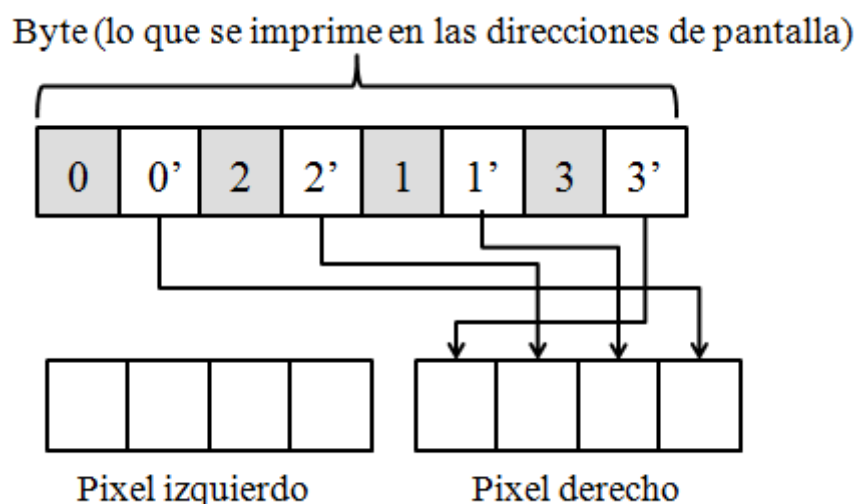 Byte (lo que se imprime en las direcciones de pantalla)
0 0’ 2 2’ 1 1’ 3 3’
Pixel izquierdo Pixel derecho